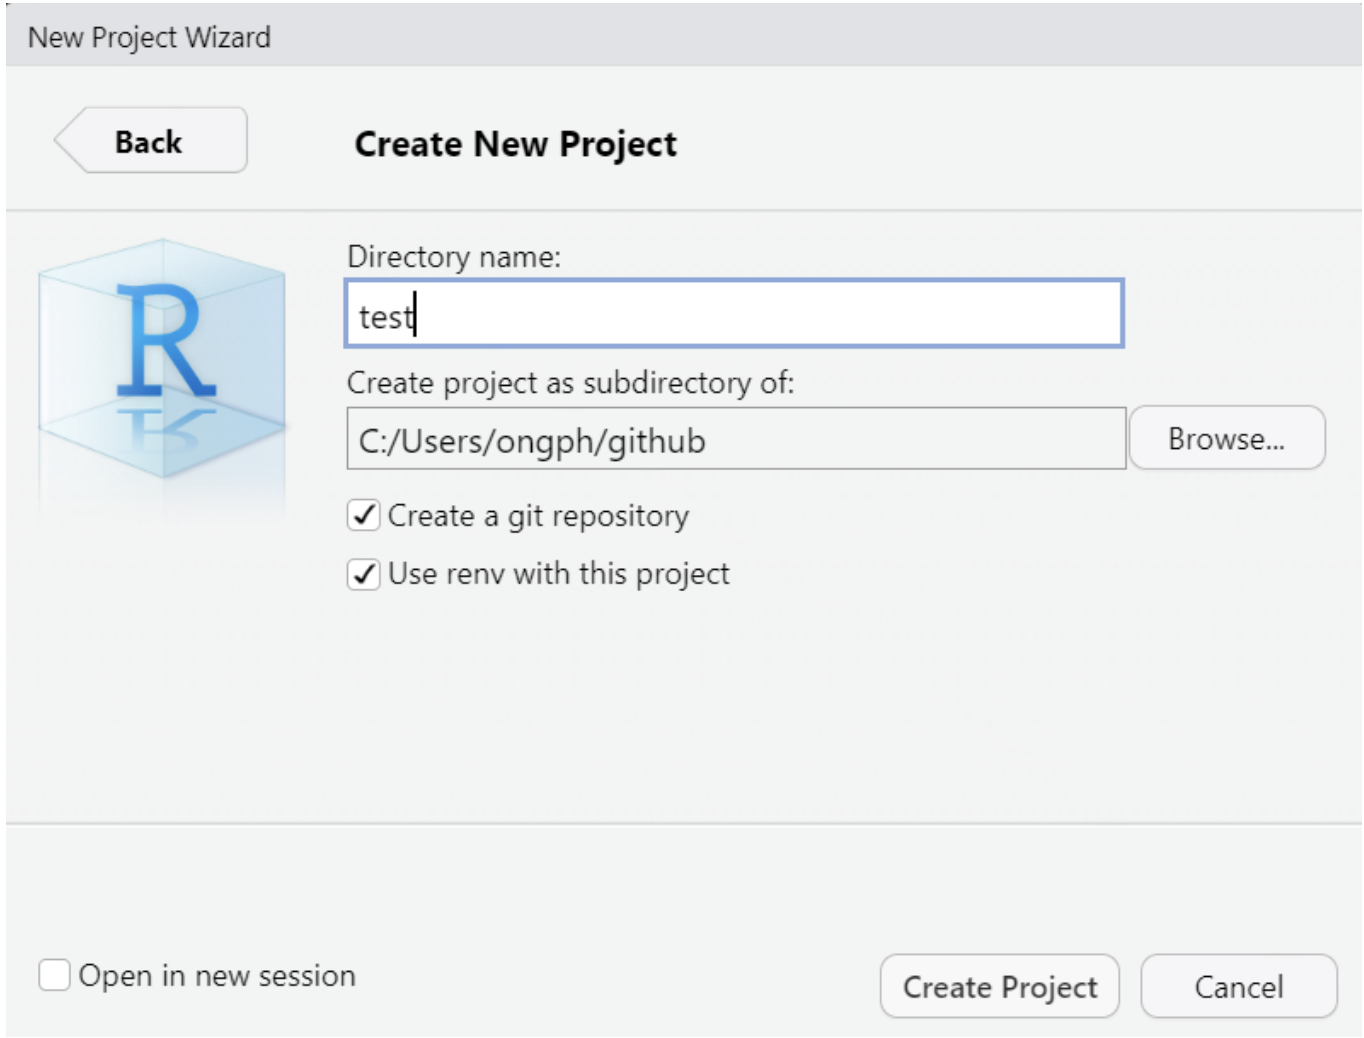 New Project Wizard
Back
Create New Project
R
Directory name:
test
Create project as subdirectory of:
C:/Users/ongph/github
Browse...
Create a git repository
Use renv with this project
Open in new session
Create Project
Cancel